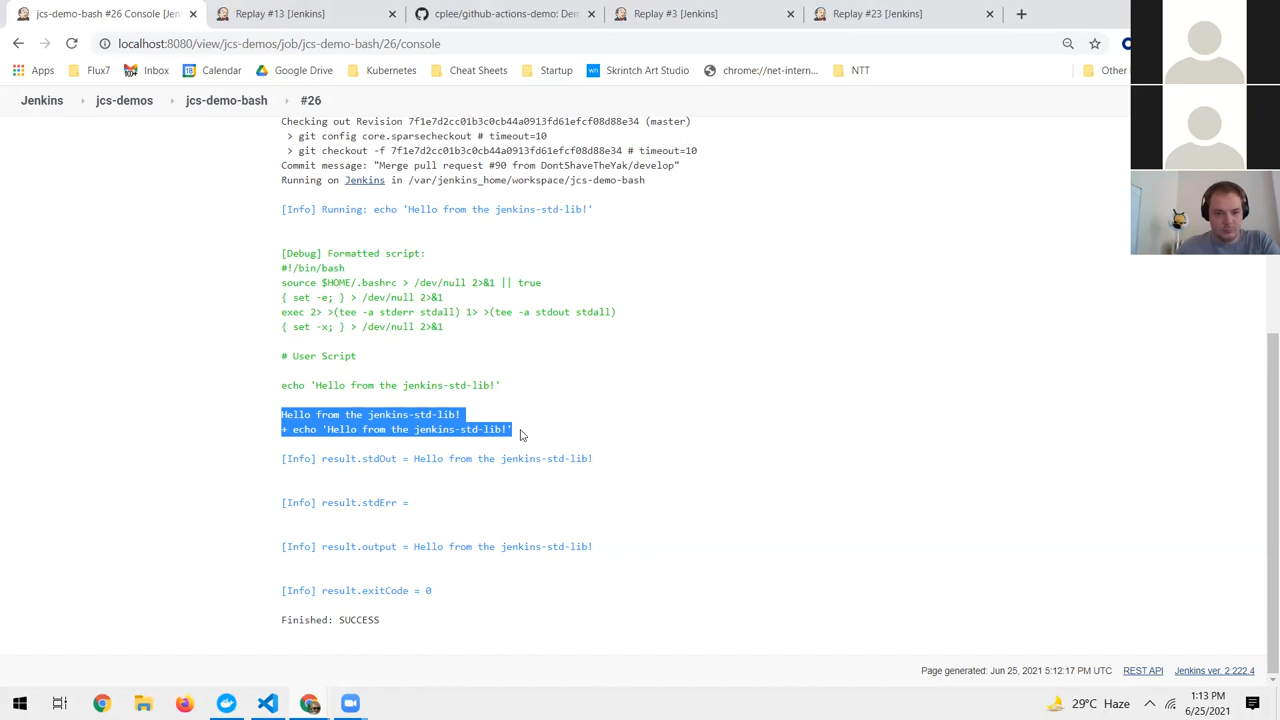 jcs-demo-bash #26 Console [Jen
Replay #13 [Jenkins]
cplee/github-actions-demo: Dem
Replay #3 [Jenkins]
Replay #23 [Jenkins]
localhost:8080/view/jcs-demos/job/jcs-demo-bash/26/console
Apps
Flux7
Inbox
Calendar
Google Drive
Kubernetes
Cheat Sheets
Startup
Skrintch Art Studio
chrome://net-intern...
NTT
Other
Jenkins
jcs-demos
jcs-demo-bash
#26
Checking out Revision 7f1e7d2cc01b3c0cb44a0913fd61efcf08d88e34 (master)
> git config core.sparsecheckout # timeout=10
> git checkout -f 7f1e7d2cc01b3c0cb44a0913fd61efcf08d88e34 # timeout=10
Commit message: "Merge pull request #90 from DontShaveTheYak/develop"
Running on Jenkins in /var/jenkins_home/workspace/jcs-demo-bash
[Info] Running: echo 'Hello from the jenkins-std-lib!'
[Debug] Formatted script:
#!/bin/bash
source $HOME/.bashrc > /dev/null 2>&1 || true
{ set -e; } > /dev/null 2>&1
exec 2> >(tee -a stderr stdall) 1> >(tee -a stdout stdall)
{ set -x; } > /dev/null 2>&1
# User Script
echo 'Hello from the jenkins-std-lib!'
Hello from the jenkins-std-lib!
+ echo 'Hello from the jenkins-std-lib!'
[Info] result.stdOut = Hello from the jenkins-std-lib!
[Info] result.stdErr =
[Info] result.output = Hello from the jenkins-std-lib!
[Info] result.exitCode = 0
Finished: SUCCESS
Page generated: Jun 25, 2021 5:12:17 PM UTC
REST API
Jenkins ver. 2.222.4
29°C Haze
1:13 PM
6/25/2021